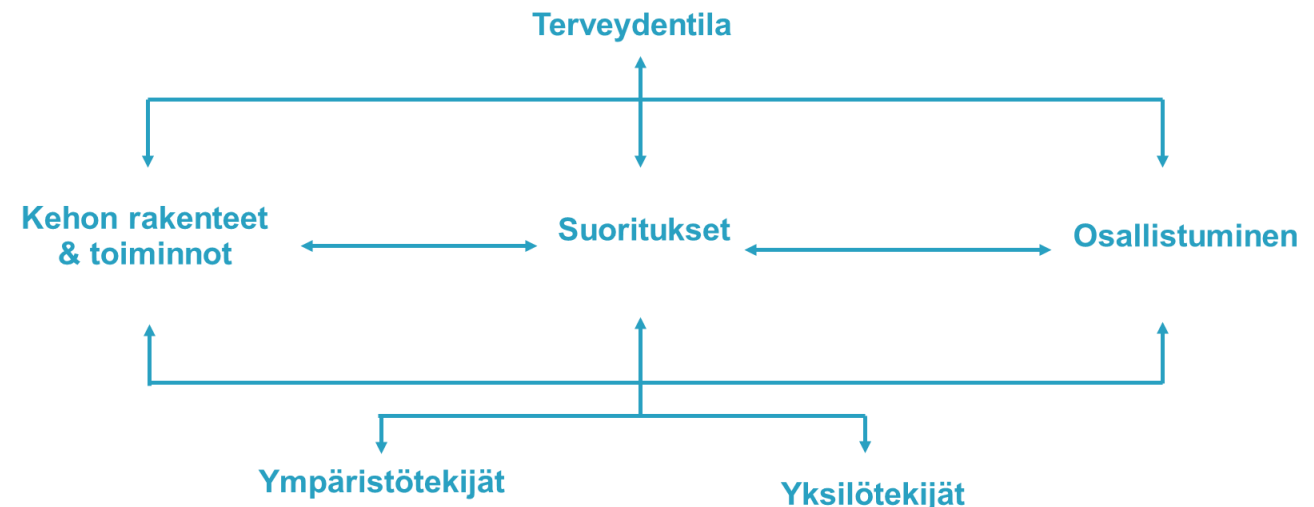 Terveydentila
Kehon rakenteet
& toiminnot
Suoritukset
Osallistuminen
Ympäristötekijät
Yksilötekijät